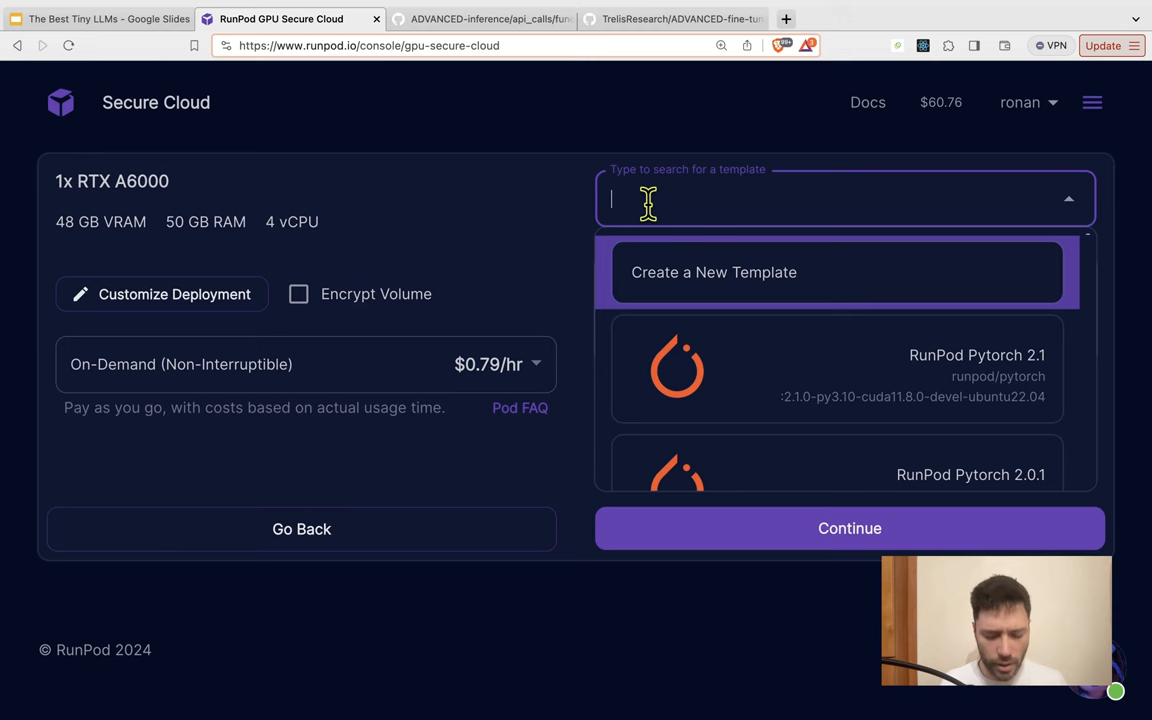 The Best Tiny LLMs - Google Slides
RunPod GPU Secure Cloud
ADVANCED-inference/api_calls/fun
TrelisResearch/ADVANCED-fine-tun
https://www.runpod.io/console/gpu-secure-cloud
99+
VPN
Update
Secure Cloud
Docs
$60.76
ronan
1x RTX A6000
48 GB VRAM 50 GB RAM 4 vCPU
Customize Deployment
Encrypt Volume
On-Demand (Non-Interruptible) $0.79/hr
Pay as you go, with costs based on actual usage time. Pod FAQ
Go Back
Type to search for a template
Create a New Template
RunPod Pytorch 2.1
runpod/pytorch
:2.1.0-py3.10-cuda11.8.0-devel-ubuntu22.04
RunPod Pytorch 2.0.1
Continue
© RunPod 2024